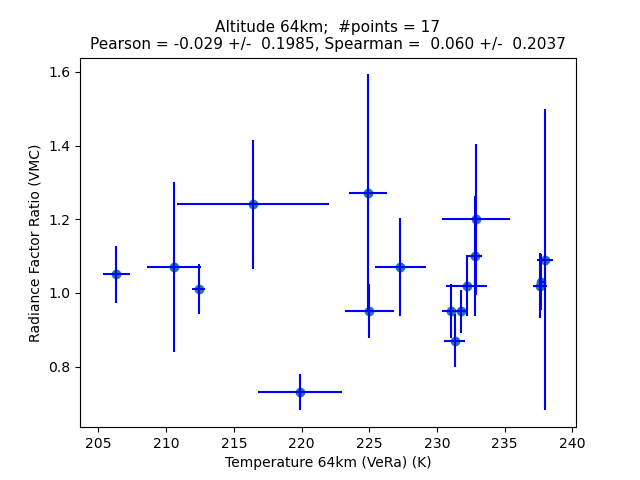 Altitude 64km;  #points = 17
Pearson = -0.029 +/-  0.1985, Spearman =  0.060 +/-  0.2037
1.6
1.4
1.2
1.0
0.8
Radiance Factor Ratio (VMC)
205 210 215 220 225 230 235 240
Temperature 64km (VeRa) (K)